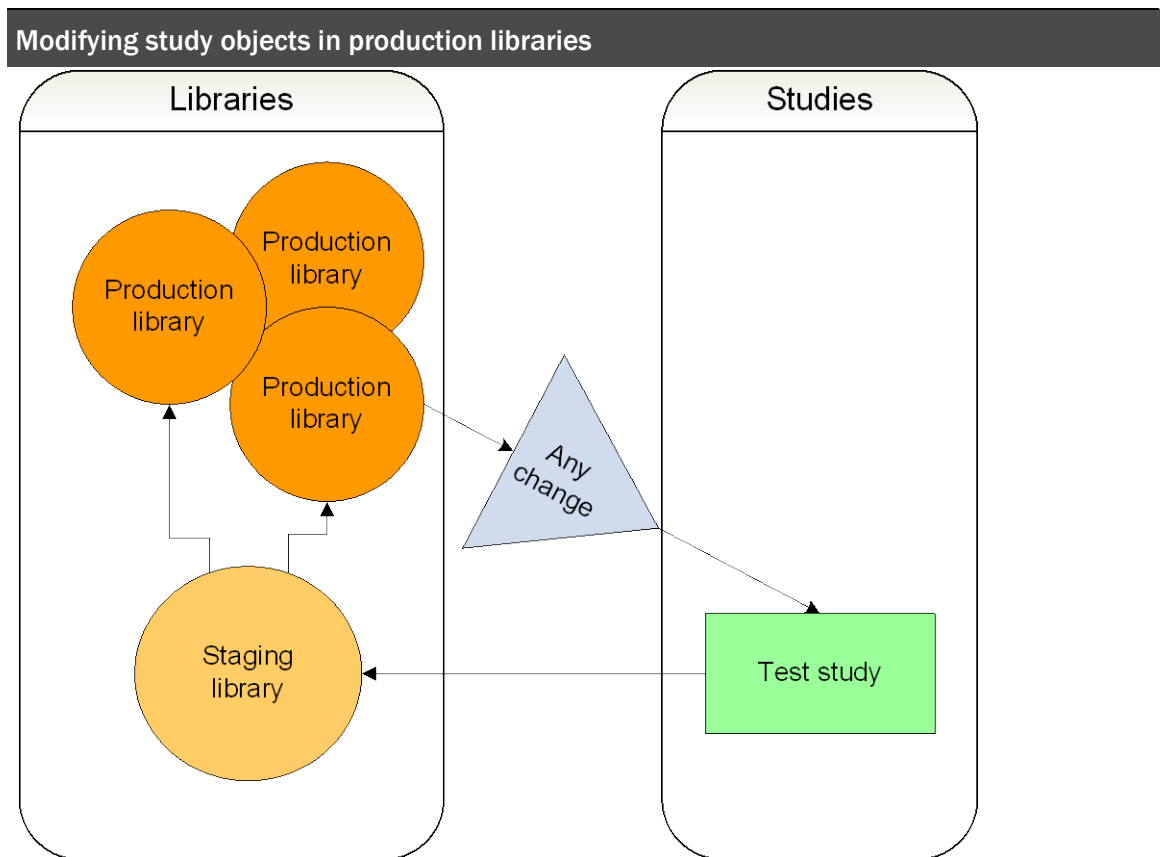 Modifying study objects in production libraries
Libraries
Studies
Production
library
Production
library
Production
library
Any
change
Staging
library
Test study